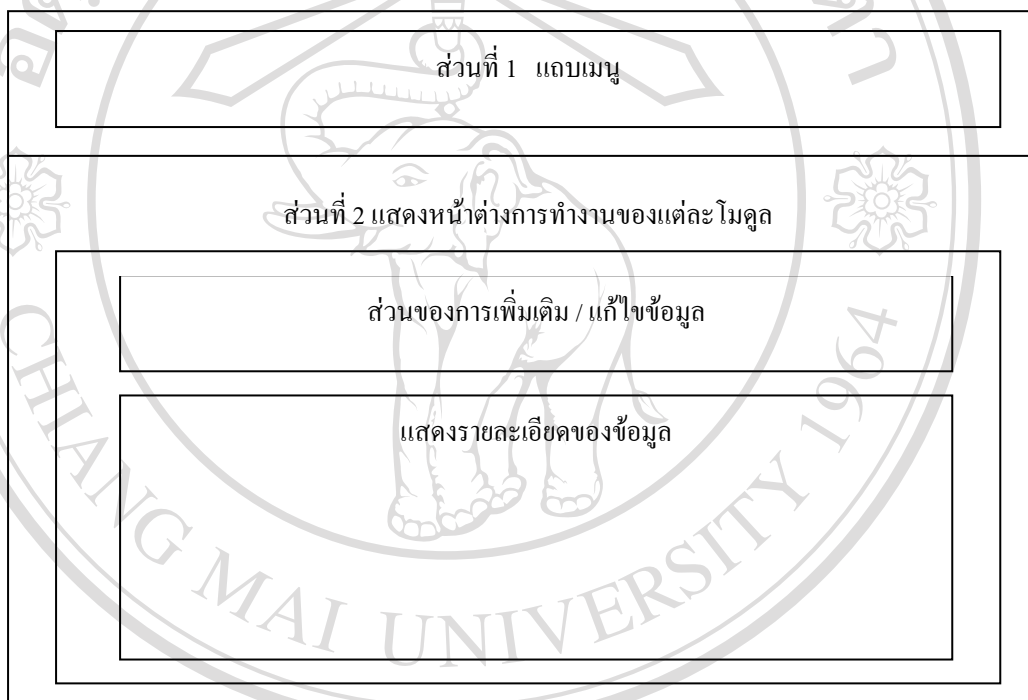 ส่วนที่ 1 แถบเมนู
ส่วนที่ 2 แสดงหน้าต่างการทำงานของแต่ละโมดูล
ส่วนของการเพิ่มเติม / แก้ไขข้อมูล
แสดงรายละเอียดของข้อมูล
CHIANG MAI UNIVERSITY 1964